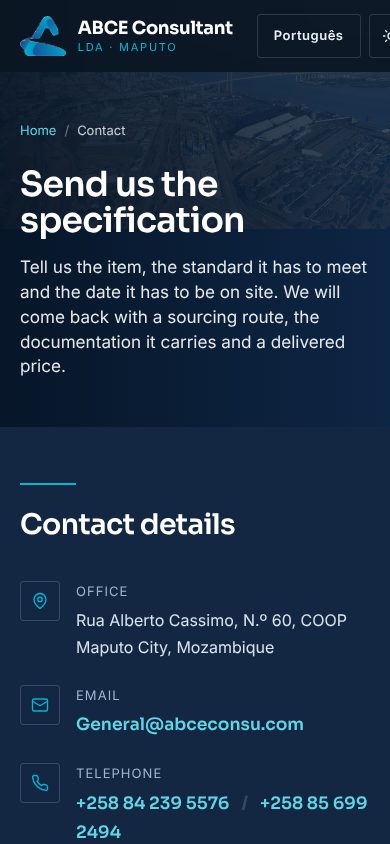 ABCE Consultant
LDA · MAPUTO
Português
Home / Contact
Send us the
specification
Tell us the item, the standard it has to meet
and the date it has to be on site. We will
come back with a sourcing route, the
documentation it carries and a delivered
price.
Contact details
OFFICE
Rua Alberto Cassimo, N.º 60, COOP
Maputo City, Mozambique
EMAIL
General@abceconsu.com
TELEPHONE
+258 84 239 5576 / +258 85 699
2494